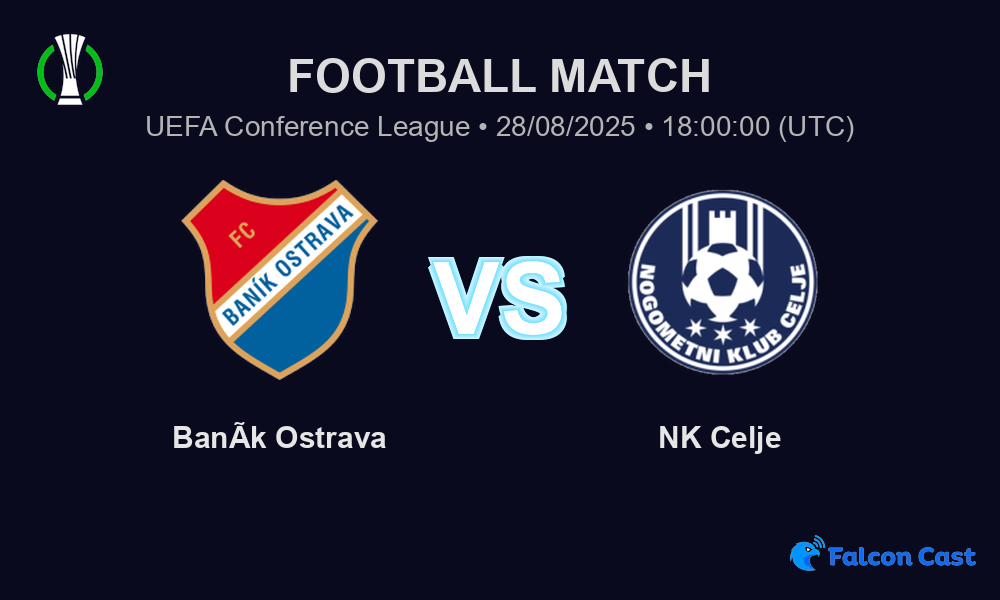 FOOTBALL MATCH
UEFA Conference League • 28/08/2025 • 18:00:00 (UTC)
FC
BANÍK OSTRAVA
VS
NOGOMETNI KLUB CELJE
BanÃk Ostrava
NK Celje
Falcon Cast